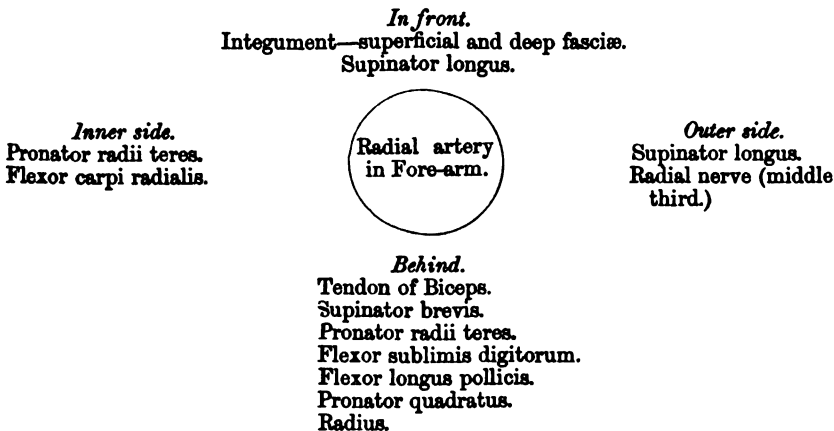 In front.
Integument—superficial and deep fasciæ.
Supinator longus.
Inner side.
Pronator radii teres.
Flexor carpi radialis.
Radial artery
in Fore-arm.
Outer side.
Supinator longus.
Radial nerve (middle
third.)
Behind.
Tendon of Biceps.
Supinator brevis.
Pronator radii teres.
Flexor sublimis digitorum.
Flexor longus pollicis.
Pronator quadratus.
Radius.